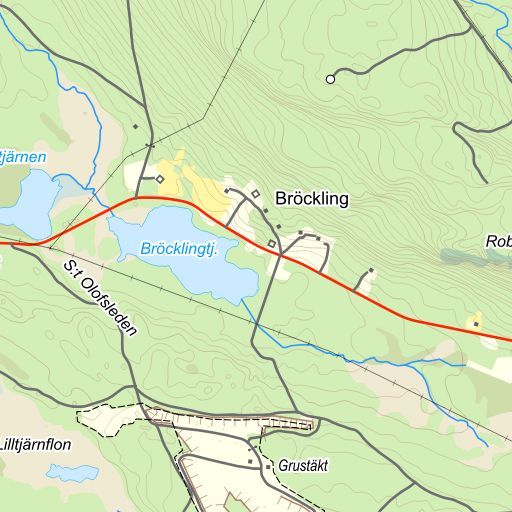 tjärnen
Bröckling
Bröcklingtj.
Rob
S:t Olofsleden
Lilltjärnflon
Grustäkt